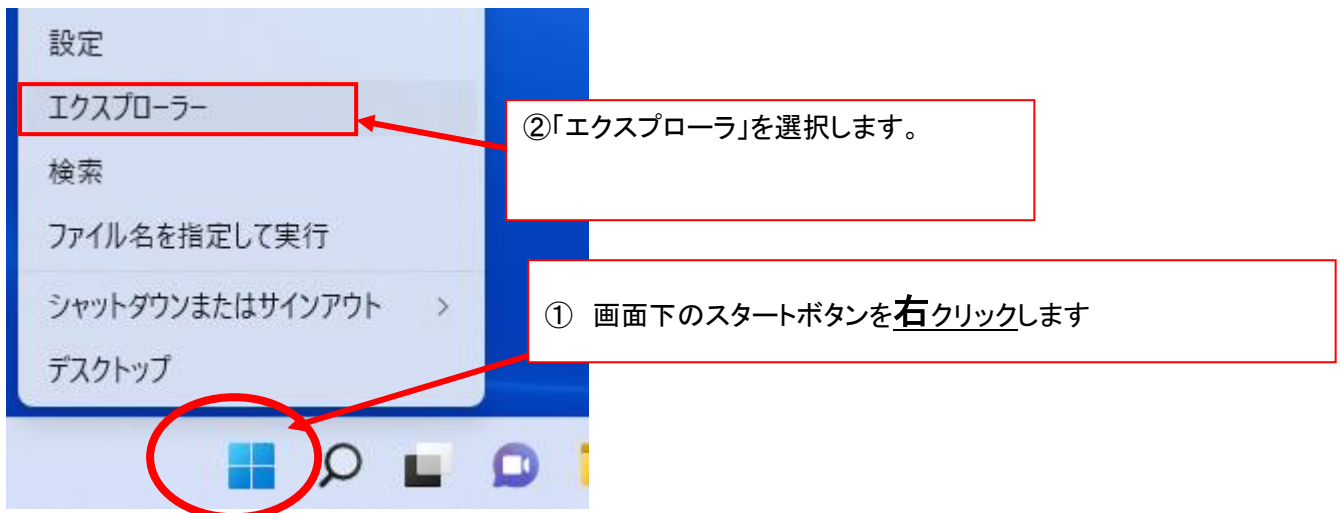 設定
エクスプローラー
検索
ファイル名を指定して実行
シャットダウンまたはサインアウト
デスクトップ
②「エクスプローラ」を選択します。
① 画面下のスタートボタンを右クリックします